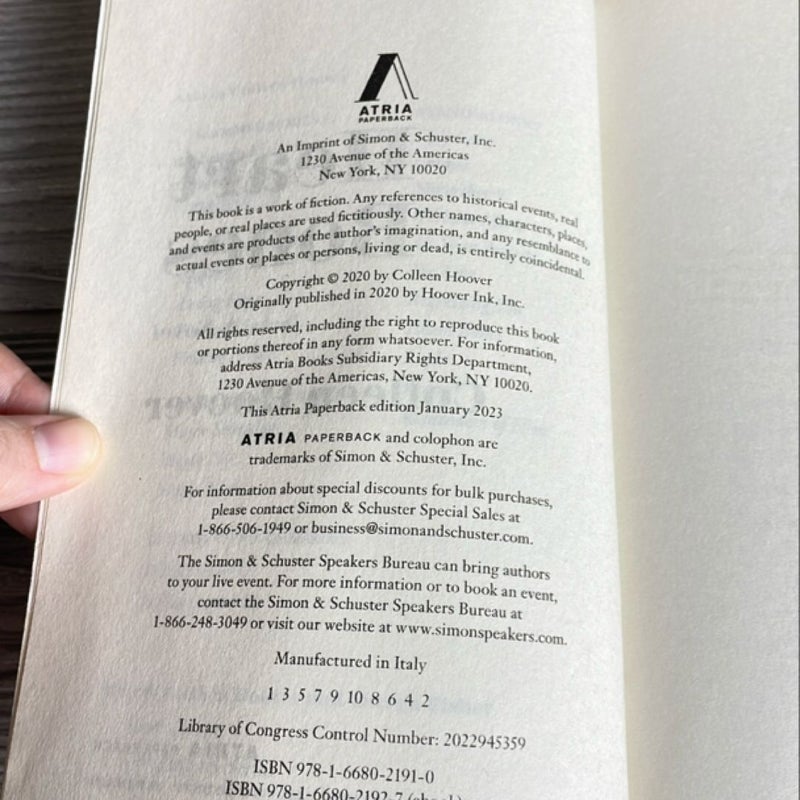 ATRIA
PAPERBACK
An Imprint of Simon & Schuster, Inc.
1230 Avenue of the Americas
New York, NY 10020
This book is a work of fiction. Any references to historical events, real
people, or real places are used fictitiously. Other names, characters, places,
and events are products of the author's imagination, and any resemblance to
actual events or places or persons, living or dead, is entirely coincidental.
Copyright © 2020 by Colleen Hoover
Originally published in 2020 by Hoover Ink, Inc.
All rights reserved, including the right to reproduce this book
or portions thereof in any form whatsoever. For information,
address Atria Books Subsidiary Rights Department,
1230 Avenue of the Americas, New York, NY 10020.
This Atria Paperback edition January 2023
ATRIA PAPERBACK and colophon are
trademarks of Simon & Schuster, Inc.
For information about special discounts for bulk purchases,
please contact Simon & Schuster Special Sales at
1-866-506-1949 or business@simonandschuster.com.
The Simon & Schuster Speakers Bureau can bring authors
to your live event. For more information or to book an event,
contact the Simon & Schuster Speakers Bureau at
1-866-248-3049 or visit our website at www.simonspeakers.com.
Manufactured in Italy
1 3 5 7 9 10 8 6 4 2
Library of Congress Control Number: 2022945359
ISBN 978-1-6680-2191-0
ISBN 978-1-6680-2192-7 (ebook)